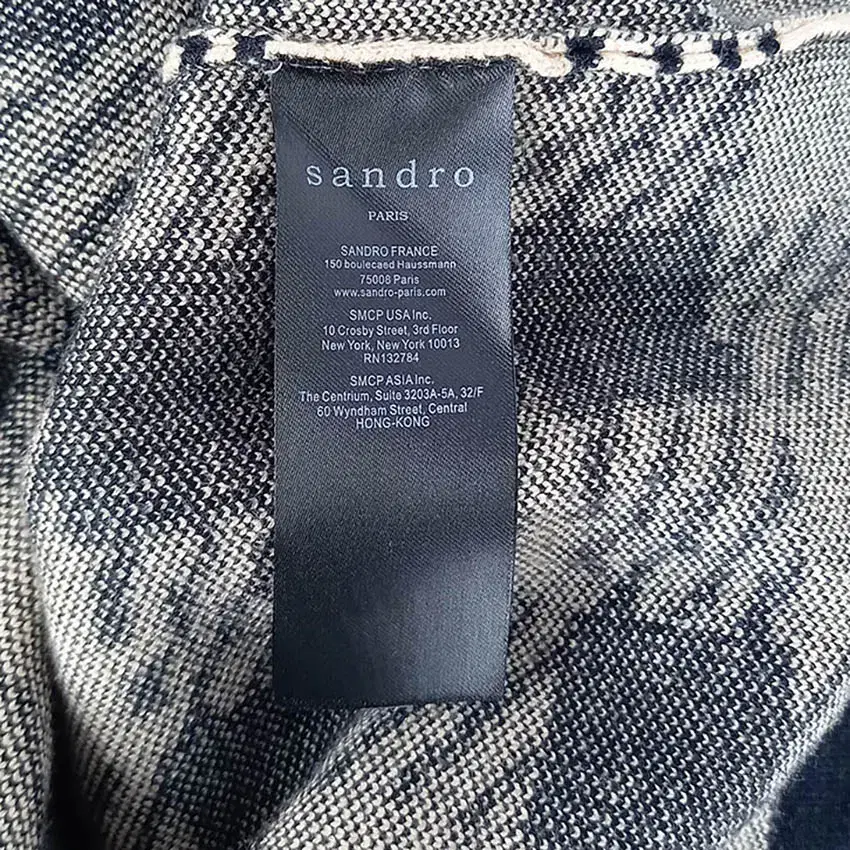 sandro
PARIS
SANDRO FRANCE
150 boulecaed Haussmann
75008 Paris
www.sandro-paris.com
SMCP USA Inc.
10 Crosby Street, 3rd Floor
New York, New York 10013
RN132784
SMCP ASIA Inc.
The Centrium, Suite 3203A-5A, 32/F
60 Wyndham Street, Central
HONG-KONG